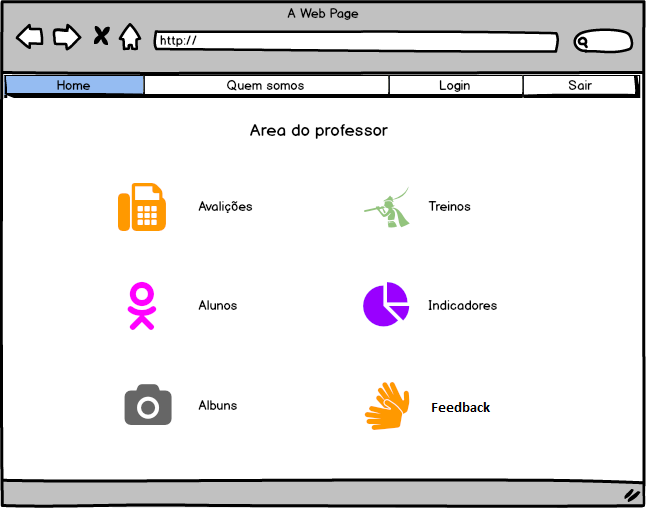 A Web Page
http://
Home Quem somos Login Sair
Area do professor
Avalições Treinos
Alunos Indicadores
Albuns Feedback